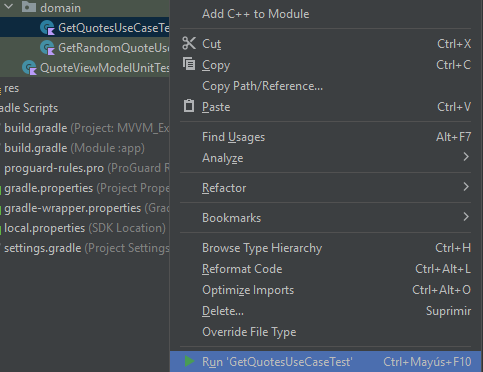 domain
GetQuotesUseCaseTest
GetRandomQuoteUse
QuoteViewModelUnitTes
res
adle Scripts
build.gradle (Project: MVVM_Ex
build.gradle (Module :app)
proguard-rules.pro (ProGuard R
gradle.properties (Project Prope
gradle-wrapper.properties (Grad
local.properties (SDK Location)
settings.gradle (Project Settings
Add C++ to Module
Cut Ctrl+X
Copy Ctrl+C
Copy Path/Reference...
Paste Ctrl+V
Find Usages Alt+F7
Analyze
Refactor
Bookmarks
Browse Type Hierarchy Ctrl+H
Reformat Code Ctrl+Alt+L
Optimize Imports Ctrl+Alt+O
Delete... Suprimir
Override File Type
Run 'GetQuotesUseCaseTest' Ctrl+Mayús+F10